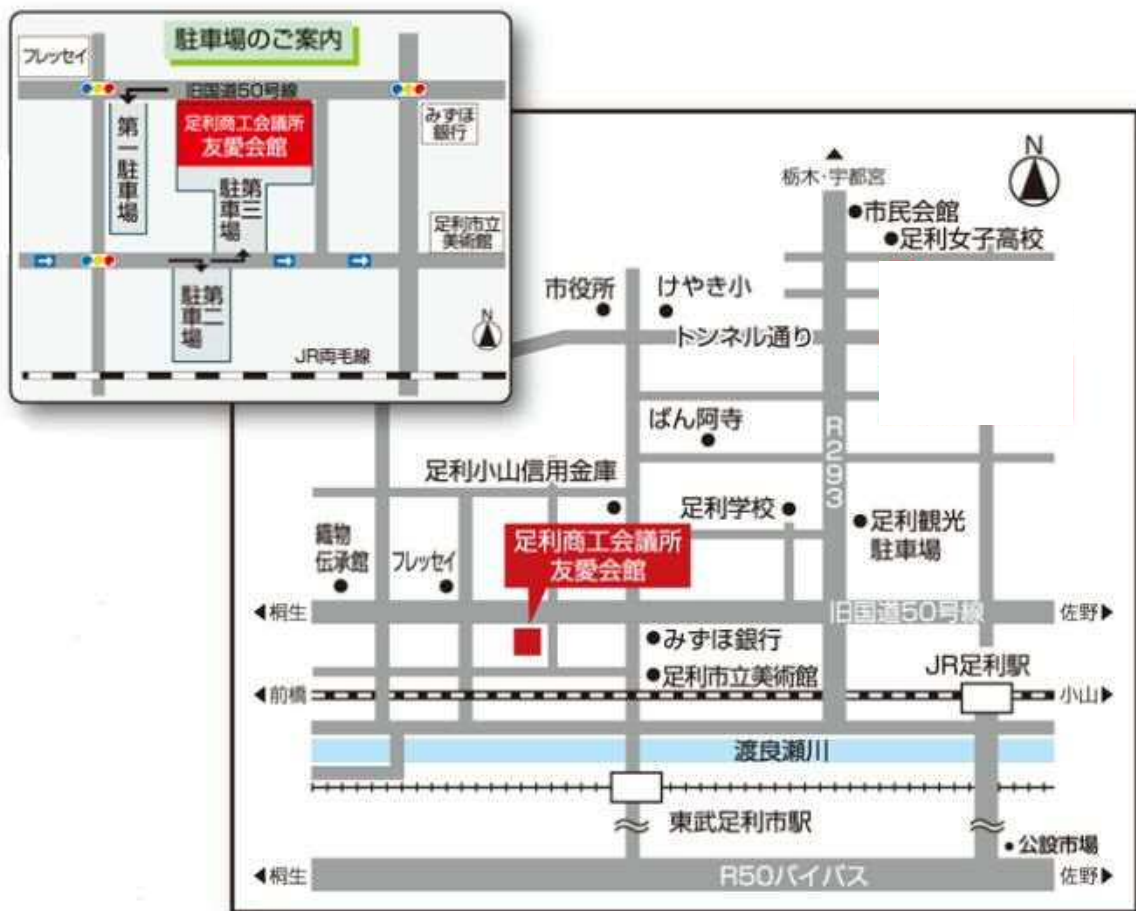 駐車場のご案内
フレッセイ
旧国道50号線
第一駐車場
足利商工会議所
友愛会館
みずほ
銀行
第三
駐車場
足利市立
美術館
第二
駐車場
N
JR両毛線
N
栃木・宇都宮
市民会館
足利女子高校
市役所
けやき小
トンネル通り
ばん阿寺
R293
足利小山信用金庫
足利学校
足利観光
駐車場
織物
伝承館
フレッセイ
足利商工会議所
友愛会館
桐生
旧国道50号線
佐野
みずほ銀行
足利市立美術館
JR足利駅
前橋
小山
渡良瀬川
東武足利市駅
公設市場
桐生
R50バイパス
佐野